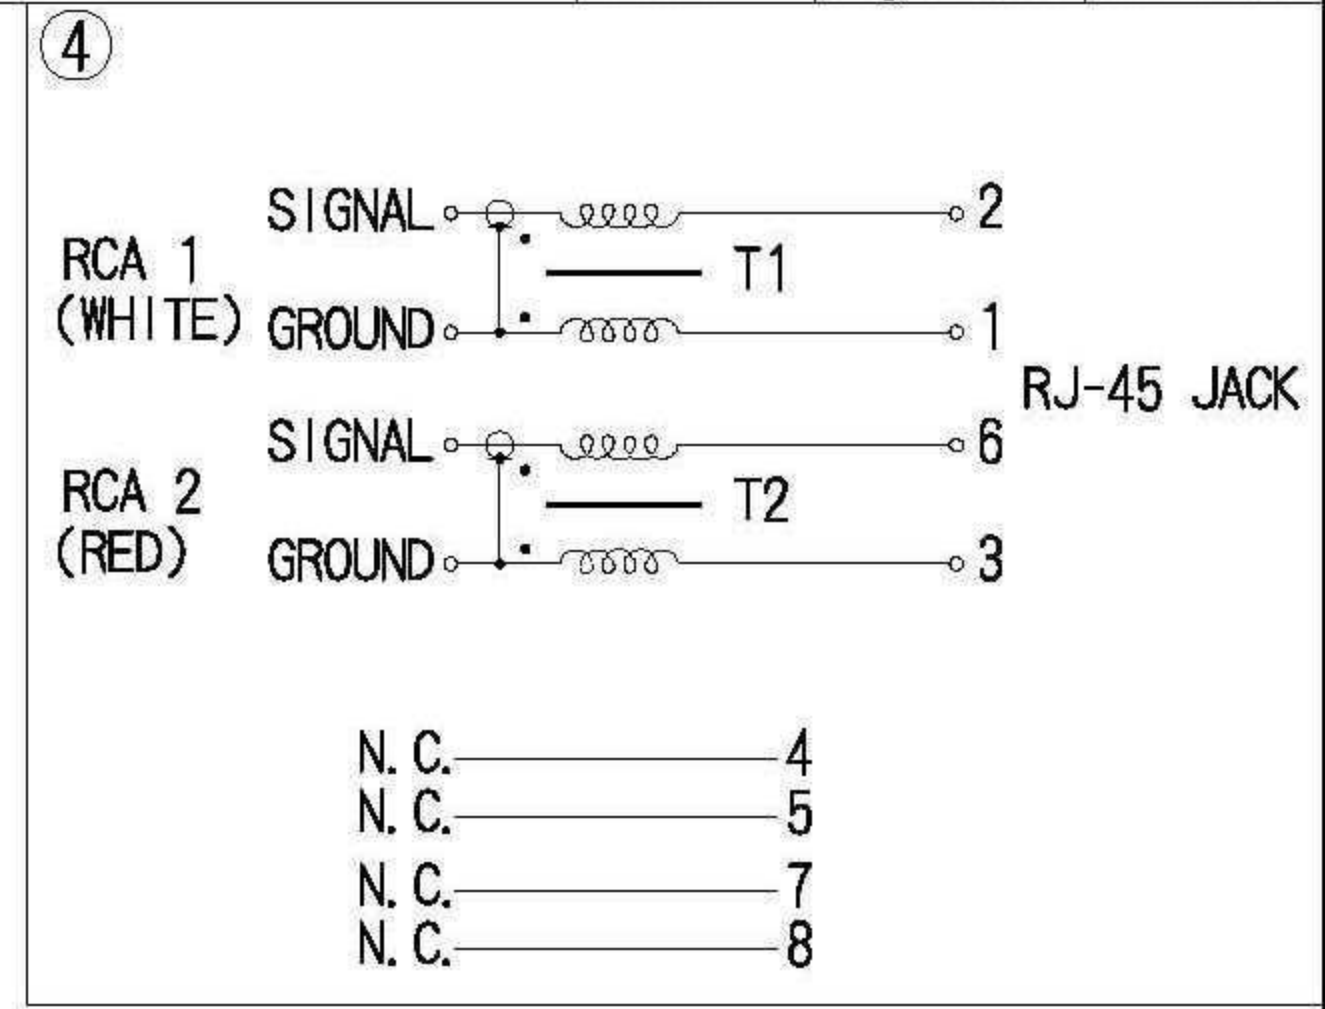 4
SIGNAL 2
RCA 1
T1
(WHITE)
GROUND 1
RJ-45 JACK
SIGNAL 6
RCA 2
T2
(RED)
GROUND 3
N.C. 4
N.C. 5
N.C. 7
N.C. 8